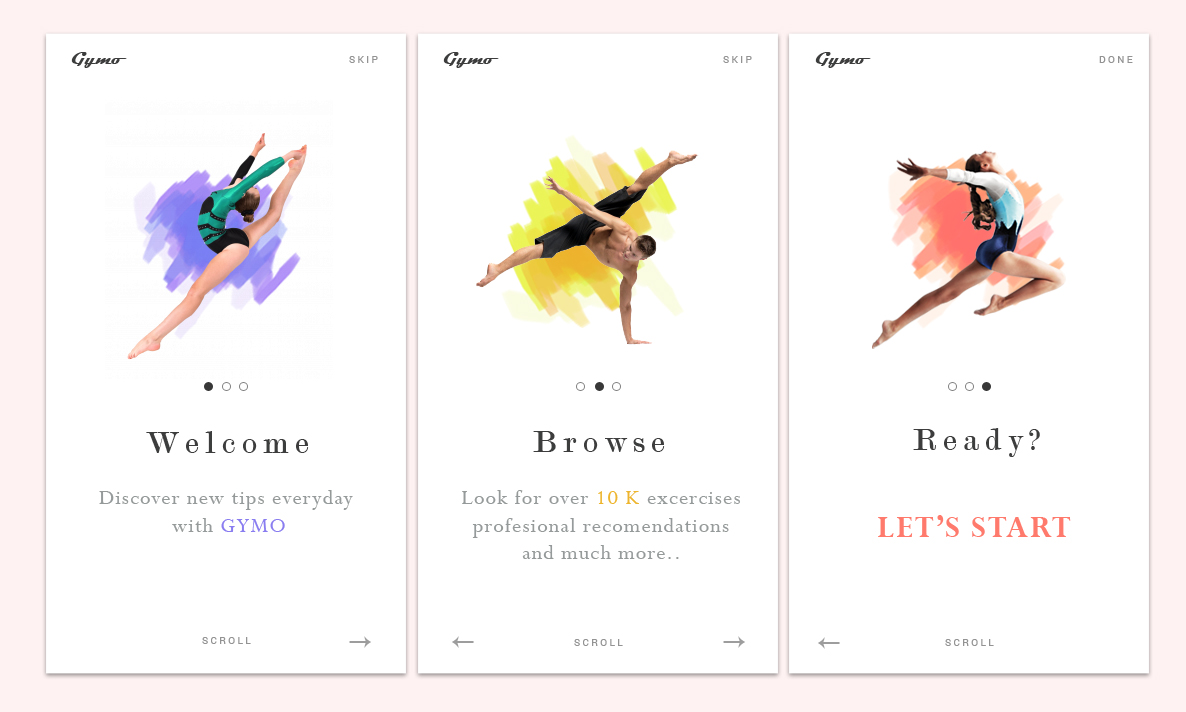 Gymo
SKIP
Welcome
Discover new tips everyday
with GYMO
SCROLL
Gymo
SKIP
Browse
Look for over 10 K excercises
profesional recomendations
and much more..
SCROLL
Gymo
DONE
Ready?
LET’S START
SCROLL